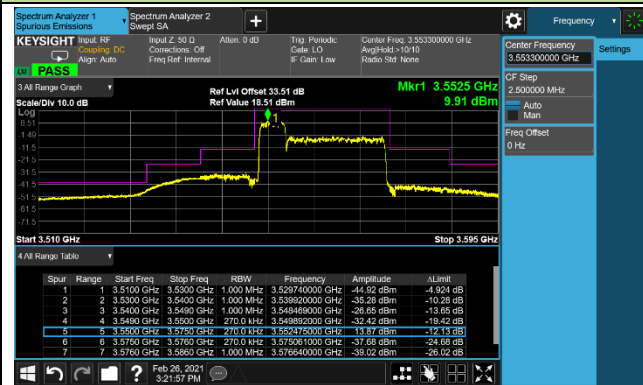 Spectrum Analyzer 1
Spurious Emissions
Spectrum Analyzer 2
Swept SA
+
Frequency
KEYSIGHT Input: RF
Coupling: DC
Align: Auto
Input Z: 50 Ω
Corrections: Off
Freq Ref: Internal
Atten: 0 dB
Trig: Periodic
Gate: LO
IF Gain: Low
Center Freq: 3.553300000 GHz
Avg|Hold:>10/10
Radio Std: None
PASS
Center Frequency
3.553300000 GHz
Settings
CF Step
2.500000 MHz
Auto
Man
Freq Offset
0 Hz
3 All Range Graph
Scale/Div 10.0 dB
Ref Lvl Offset 33.51 dB
Ref Value 18.51 dBm
Mkr1 3.5525 GHz
9.91 dBm
Log
8.51
-1.49
-11.5
-21.5
-31.5
-41.5
-51.5
-61.5
-71.5
1
Start 3.510 GHz
Stop 3.595 GHz
4 All Range Table
Spur Range Start Freq Stop Freq RBW Frequency Amplitude ΔLimit
1 1 3.5100 GHz 3.5300 GHz 1.000 MHz 3.529740000 GHz -44.92 dBm -4.924 dB
2 2 3.5300 GHz 3.5400 GHz 1.000 MHz 3.539920000 GHz -35.28 dBm -10.28 dB
3 3 3.5400 GHz 3.5490 GHz 1.000 MHz 3.548469000 GHz -26.65 dBm -13.65 dB
4 4 3.5490 GHz 3.5500 GHz 270.0 kHz 3.549892000 GHz -32.42 dBm -19.42 dB
5 5 3.5500 GHz 3.5750 GHz 270.0 kHz 3.552475000 GHz 13.87 dBm -12.13 dB
6 6 3.5750 GHz 3.5760 GHz 270.0 kHz 3.575061000 GHz -37.68 dBm -24.68 dB
7 7 3.5760 GHz 3.5860 GHz 1.000 MHz 3.576640000 GHz -39.02 dBm -26.02 dB
?
Feb 26, 2021
3:21:57 PM